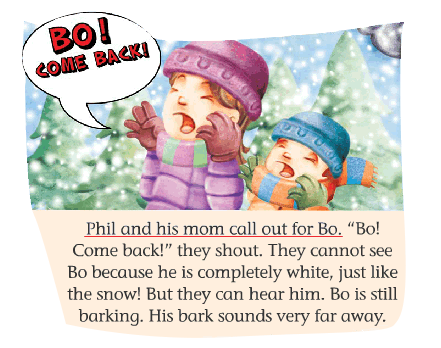 BO!
COME BACK!
Phil and his mom call out for Bo. “Bo!
Come back!” they shout. They cannot see
Bo because he is completely white, just like
the snow! But they can hear him. Bo is still
barking. His bark sounds very far away.